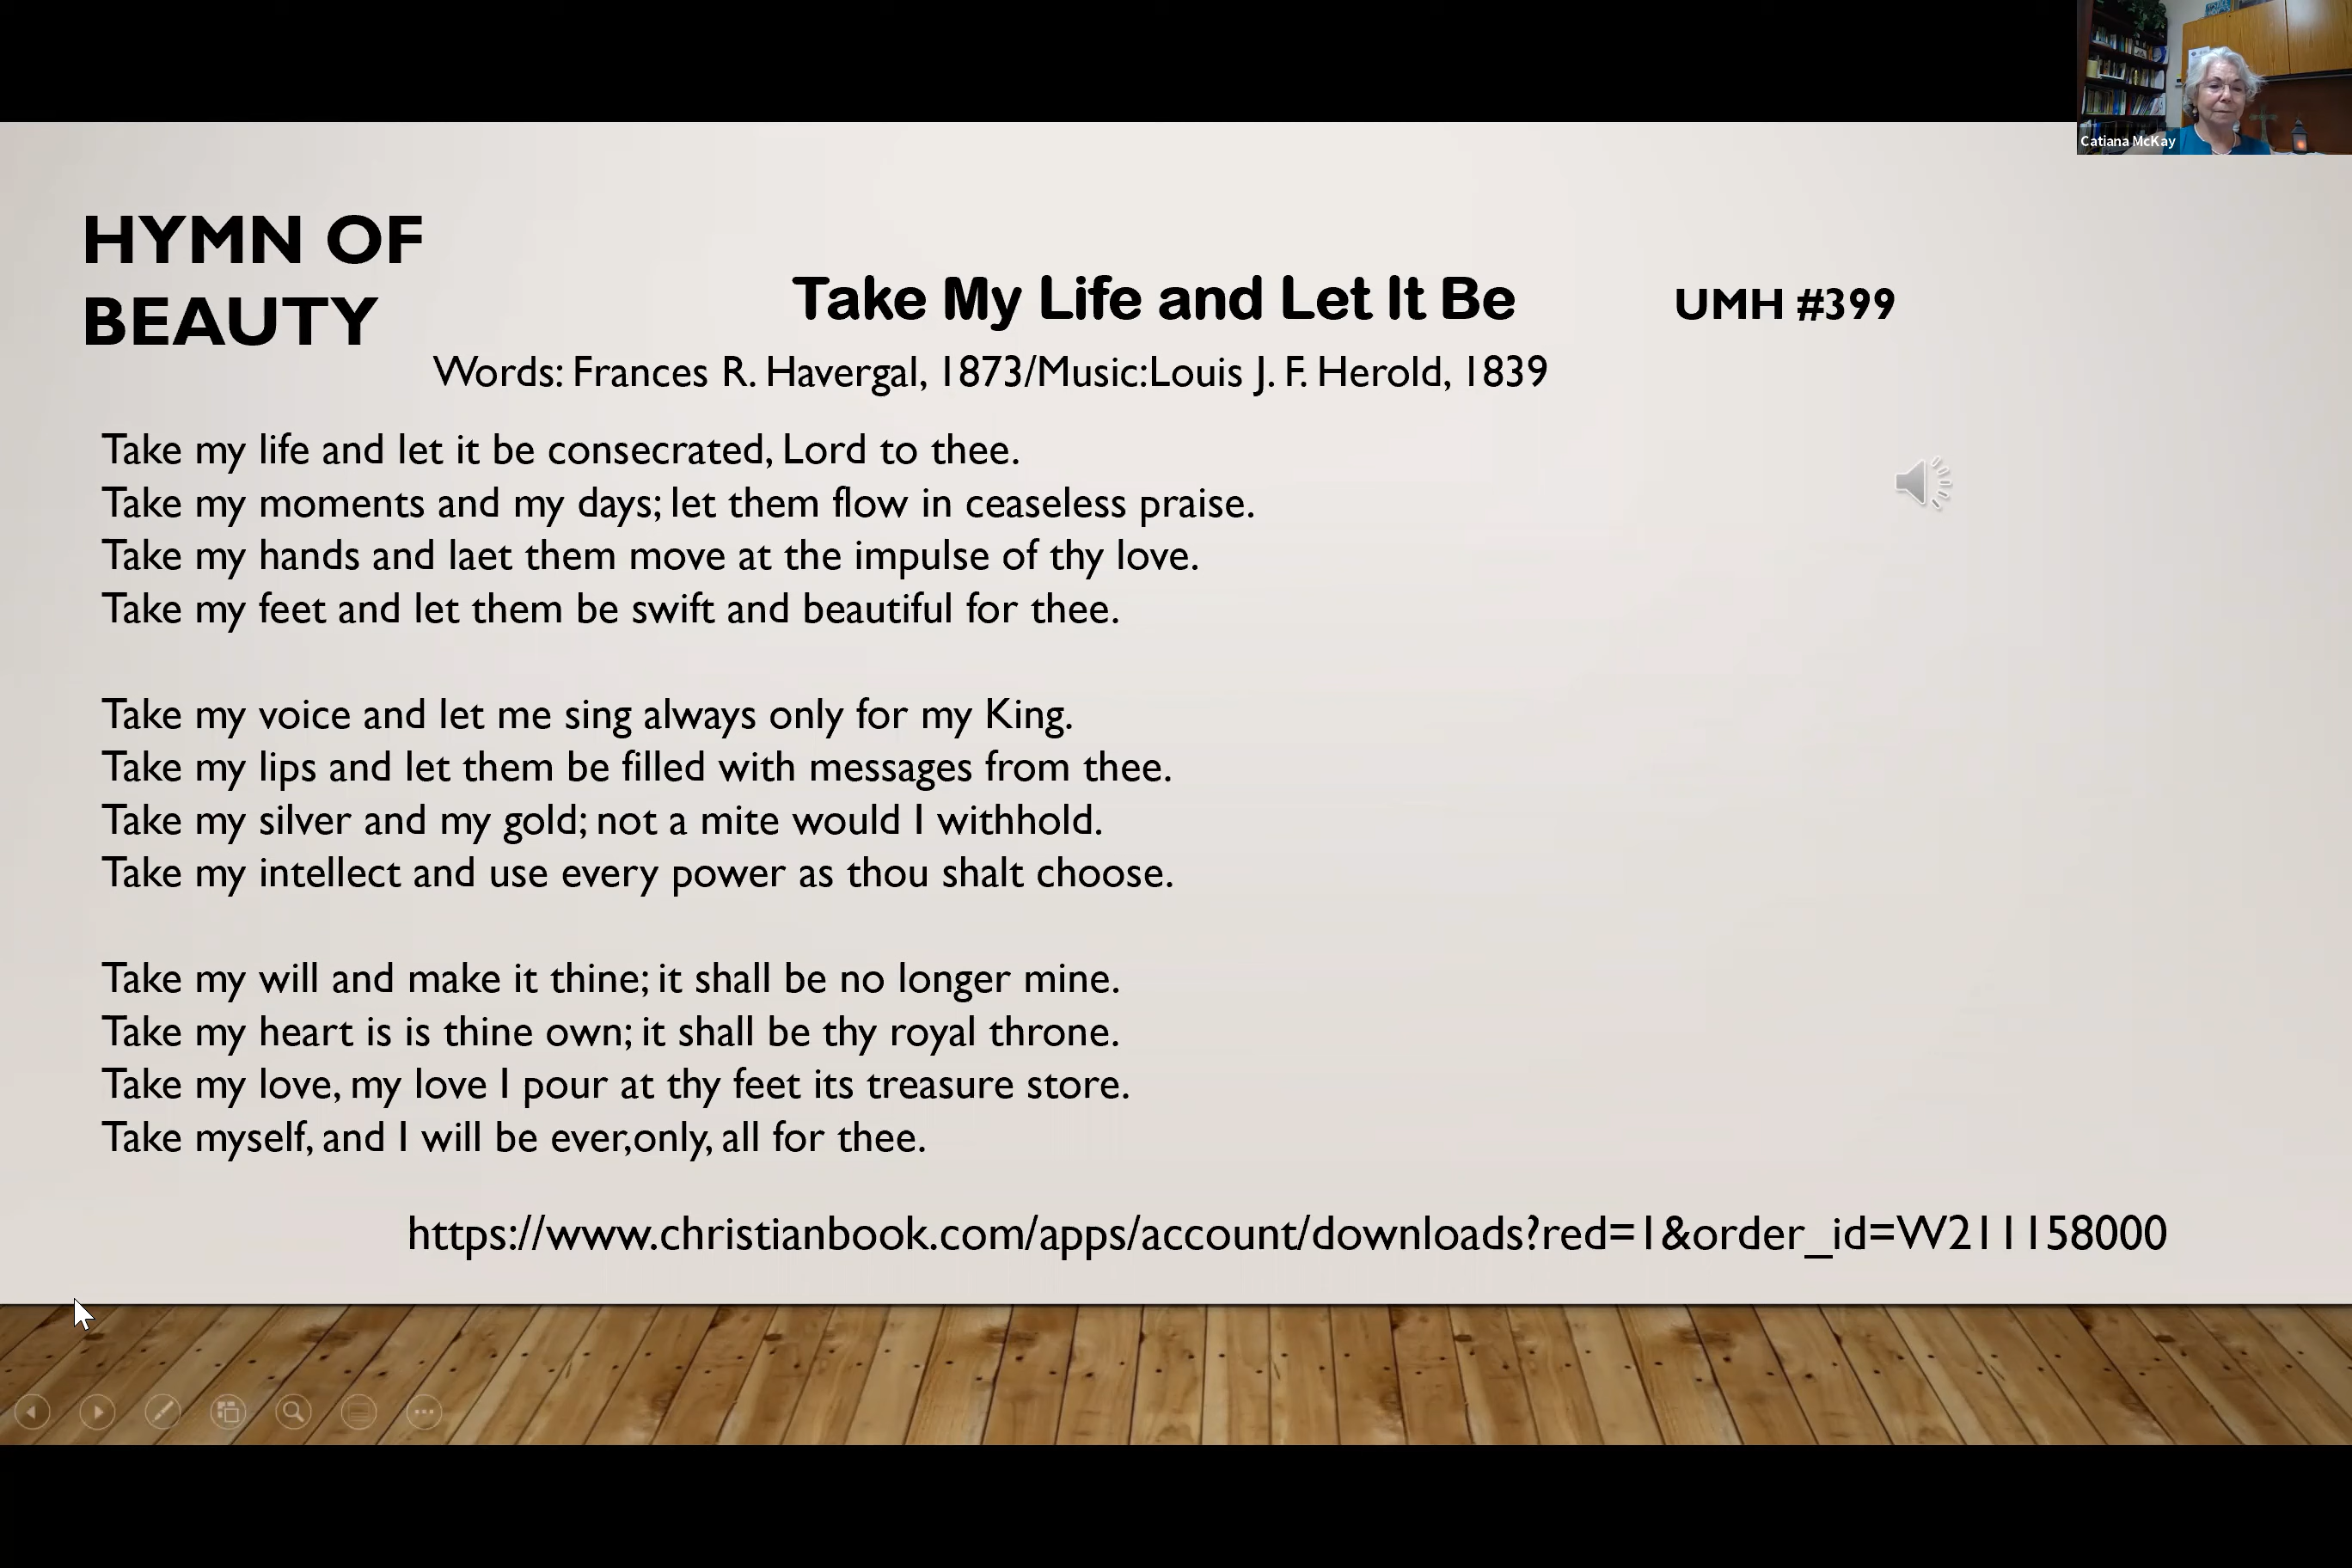 Catiana McKay
HYMN OF
BEAUTY
Take My Life and Let It Be
UMH #399
Words: Frances R. Havergal, 1873/Music:Louis J. F. Herold, 1839
Take my life and let it be consecrated, Lord to thee.
Take my moments and my days; let them flow in ceaseless praise.
Take my hands and laet them move at the impulse of thy love.
Take my feet and let them be swift and beautiful for thee.
Take my voice and let me sing always only for my King.
Take my lips and let them be filled with messages from thee.
Take my silver and my gold; not a mite would I withhold.
Take my intellect and use every power as thou shalt choose.
Take my will and make it thine; it shall be no longer mine.
Take my heart is is thine own; it shall be thy royal throne.
Take my love, my love I pour at thy feet its treasure store.
Take myself, and I will be ever,only, all for thee.
https://www.christianbook.com/apps/account/downloads?red=1&order_id=W211158000